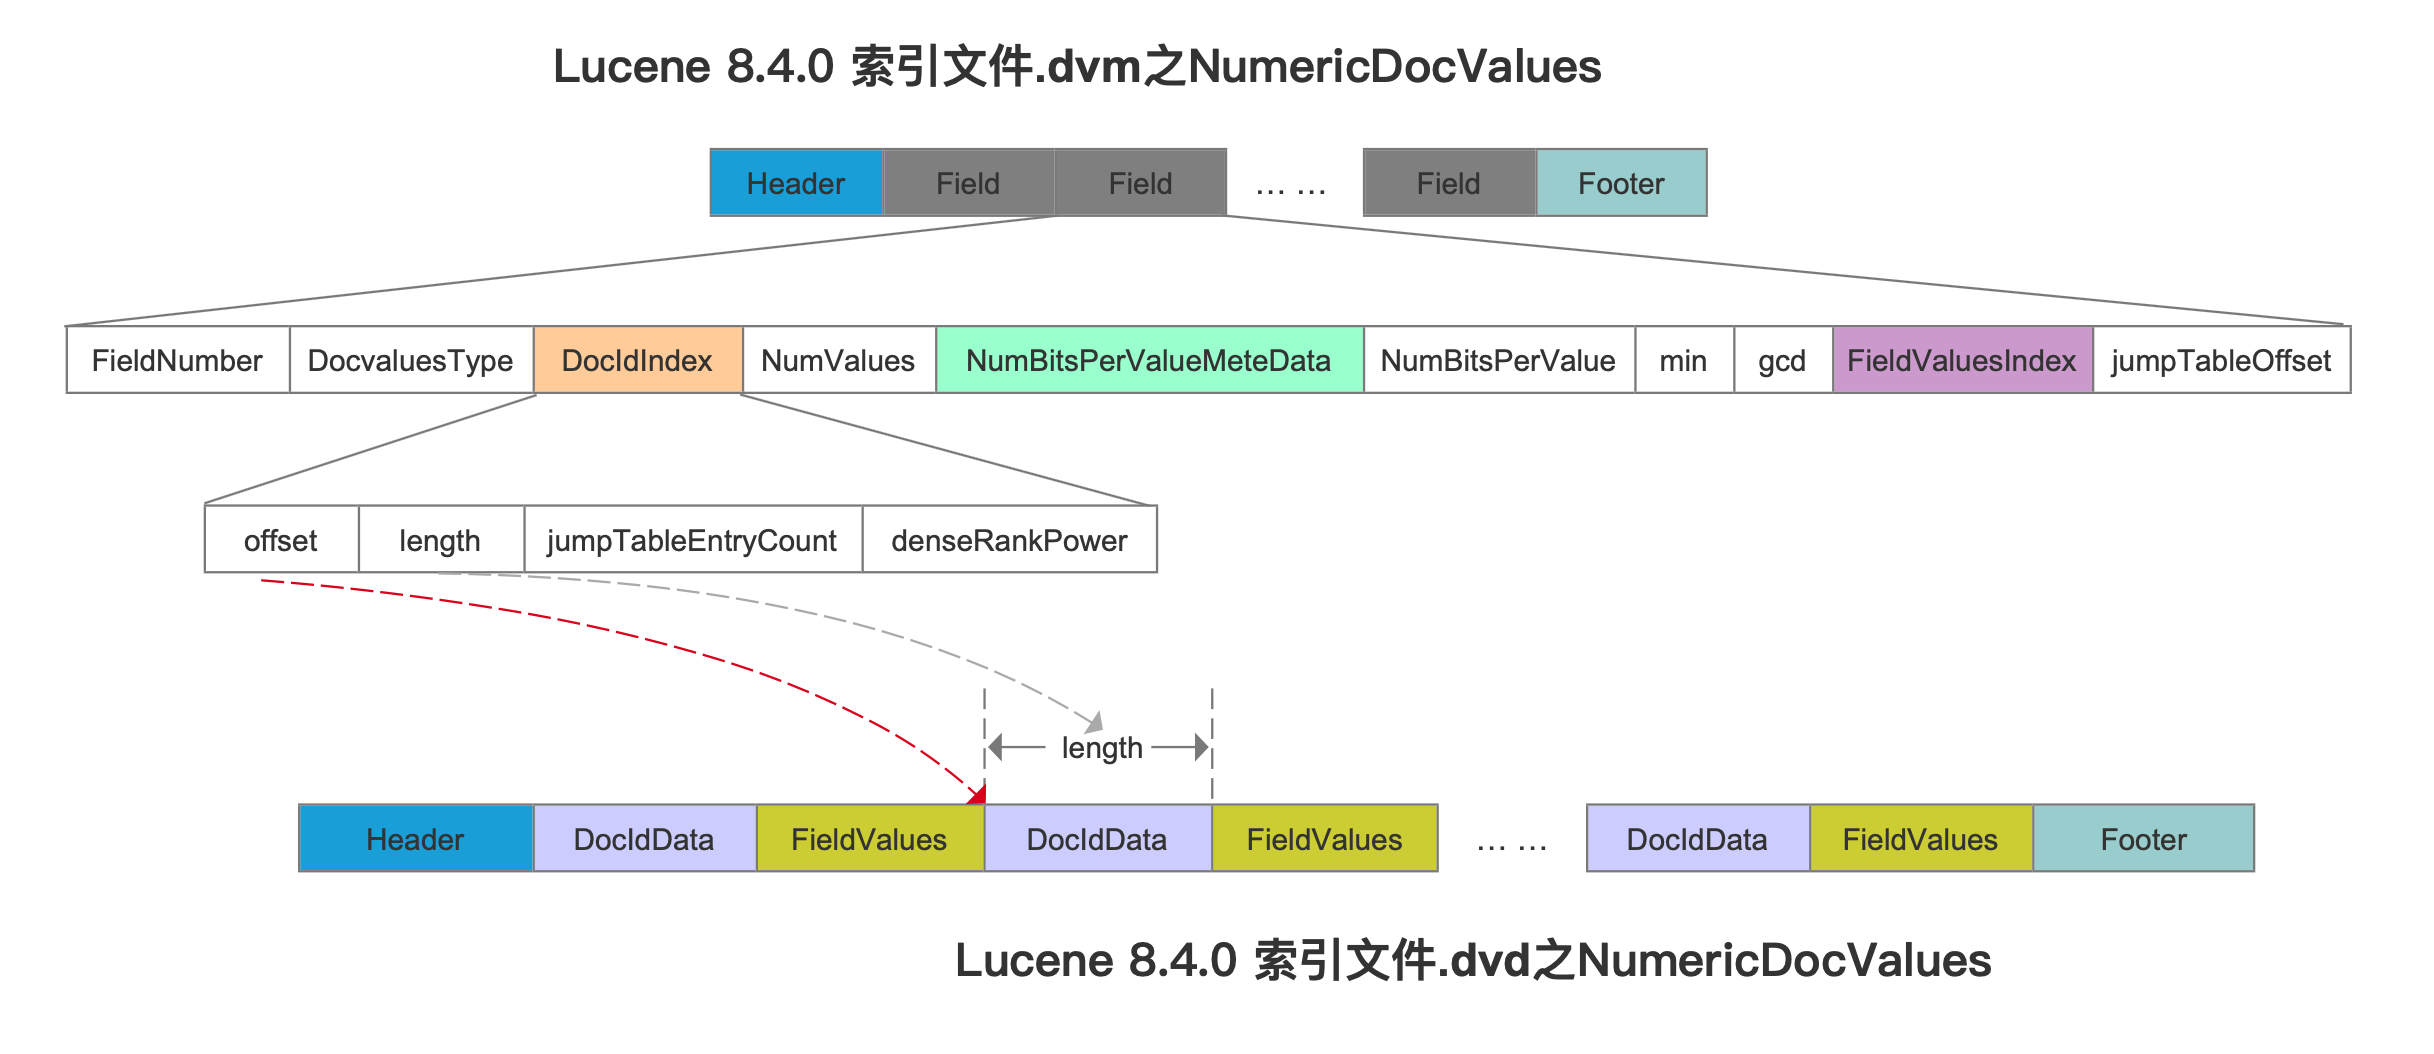 Lucene 8.4.0 索引文件.dvm之NumericDocValues
Header Field Field ... ... Field Footer
FieldNumber DocvaluesType DocIdIndex NumValues NumBitsPerValueMeteData NumBitsPerValue min gcd FieldValuesIndex jumpTableOffset
offset length jumpTableEntryCount denseRankPower
length
Header DocIdData FieldValues DocIdData FieldValues ... ... DocIdData FieldValues Footer
Lucene 8.4.0 索引文件.dvd之NumericDocValues